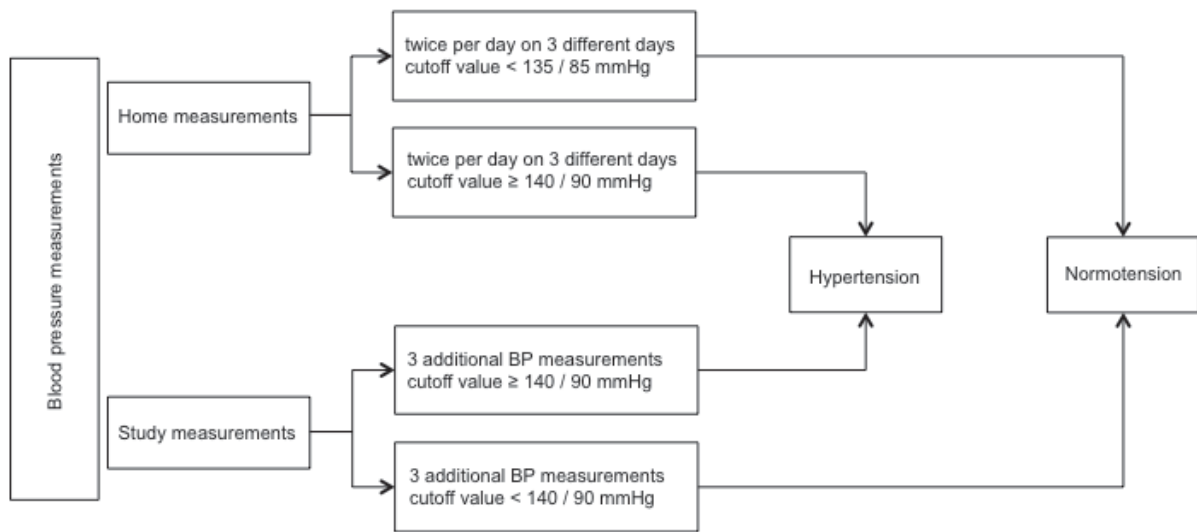 Blood pressure measurements
Home measurements
twice per day on 3 different days
cutoff value < 135 / 85 mmHg
twice per day on 3 different days
cutoff value ≥ 140 / 90 mmHg
Hypertension
Normotension
Study measurements
3 additional BP measurements
cutoff value ≥ 140 / 90 mmHg
3 additional BP measurements
cutoff value < 140 / 90 mmHg